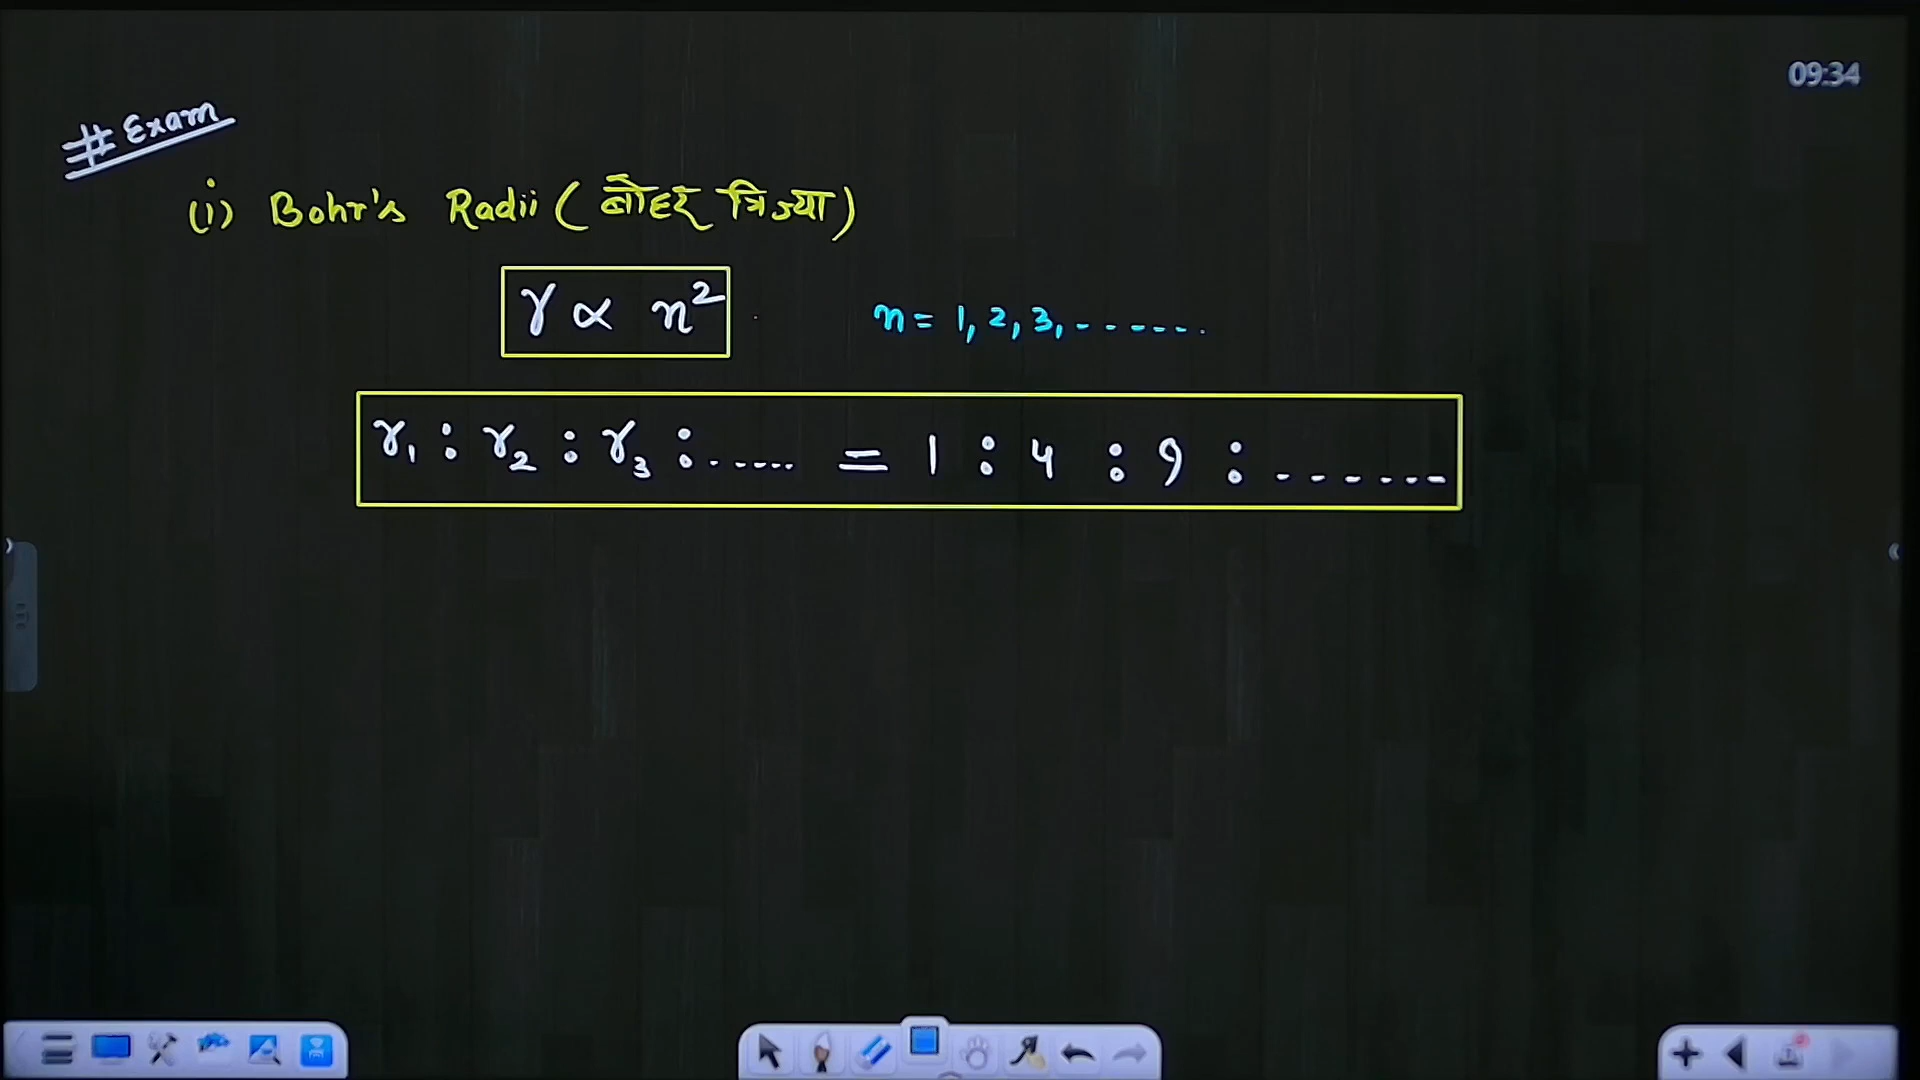 09:34
# Exam
(i) Bohr's Radii (बोहर त्रिज्या)
r ∝ n²
n = 1, 2, 3, .......
r₁ : r₂ : r₃ : ..... = 1 : 4 : 9 : ......